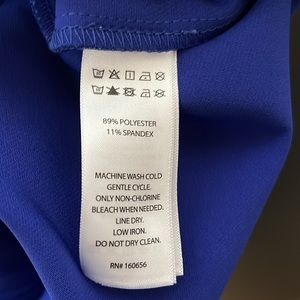 89% POLYESTER
11% SPANDEX
MACHINE WASH COLD
GENTLE CYCLE.
ONLY NON-CHLORINE
BLEACH WHEN NEEDED.
LINE DRY.
LOW IRON.
DO NOT DRY CLEAN.
RN# 160656